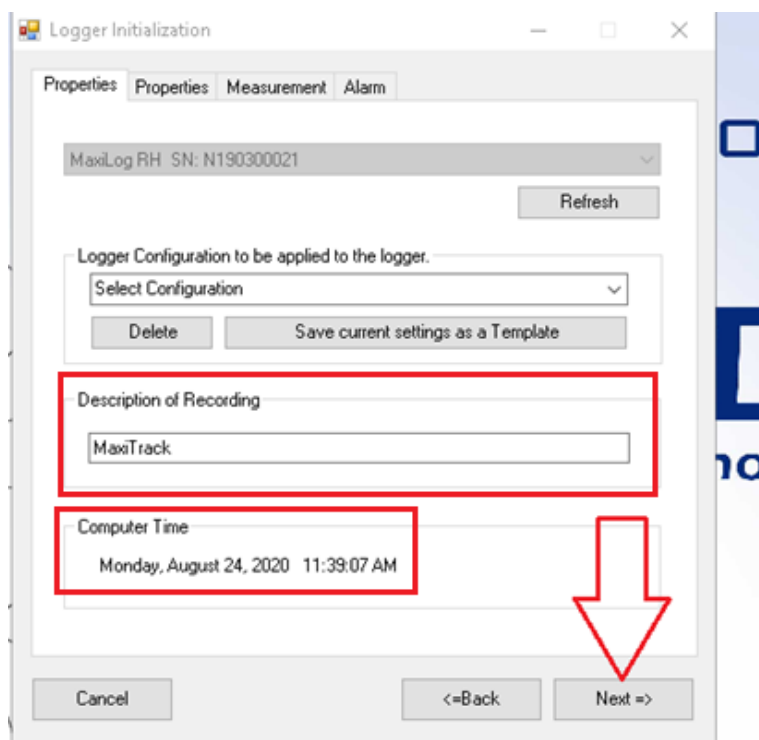 Logger Initialization
Properties Properties Measurement Alarm
MaxiLog RH SN: N190300021
Refresh
Logger Configuration to be applied to the logger.
Select Configuration
Delete Save current settings as a Template
Description of Recording
MaxiTrack
Computer Time
Monday, August 24, 2020 11:39:07 AM
Cancel <=Back Next =>